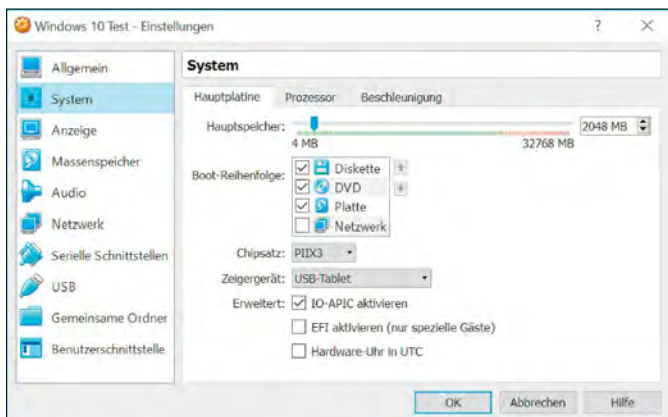 Windows 10 Test - Einstellungen ? ×
Allgemein
System
Anzeige
Massenspeicher
Audio
Netzwerk
Serielle Schnittstellen
USB
Gemeinsame Ordner
Benutzerschnittstelle
System
Hauptplatine Prozessor Beschleunigung
Hauptspeicher: 2048 MB
4 MB 32768 MB
Boot-Reihenfolge: Diskette
DVD
Platte
Netzwerk
Chipsatz: PIIX3
Zeigergerät: USB-Tablet
Erweitert: IO-APIC aktivieren
EFI aktivieren (nur spezielle Gäste)
Hardware-Uhr in UTC
OK Abbrechen Hilfe